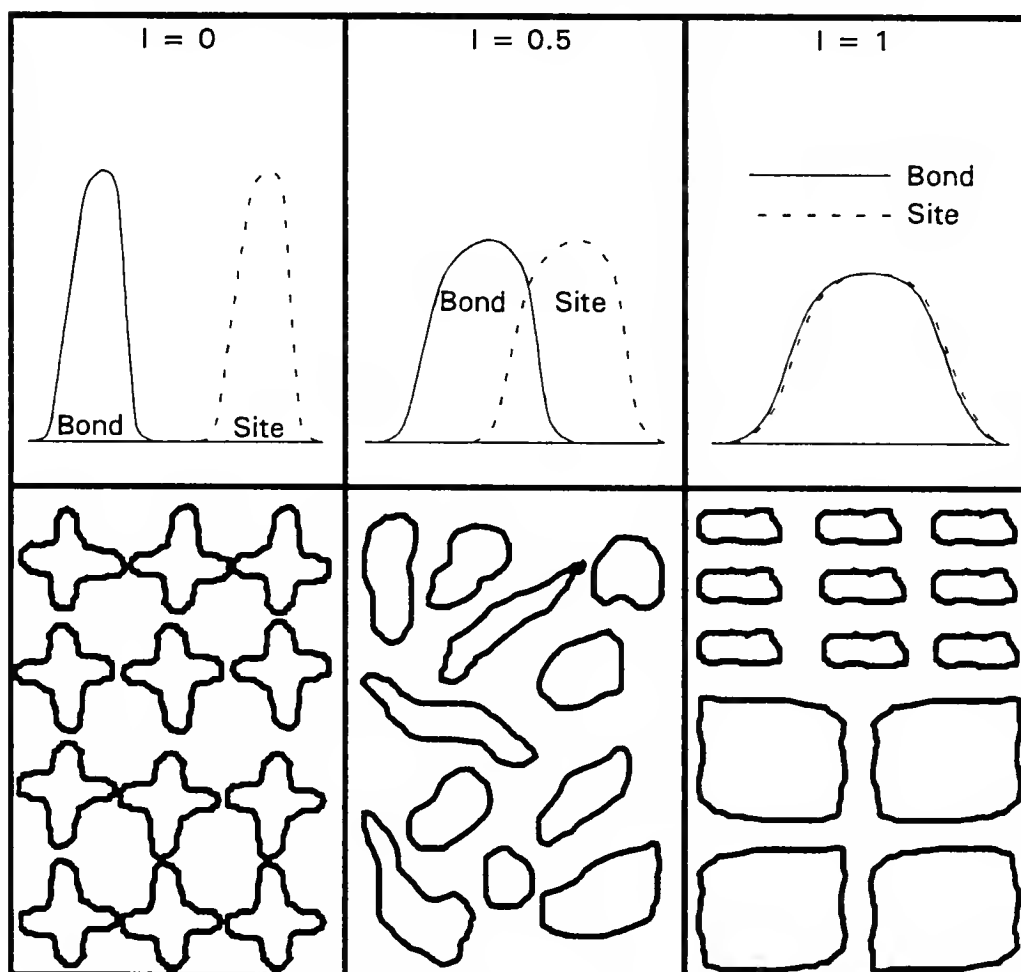 I = 0
I = 0.5
I = 1
Bond
Site
Bond
Site
Bond
Site